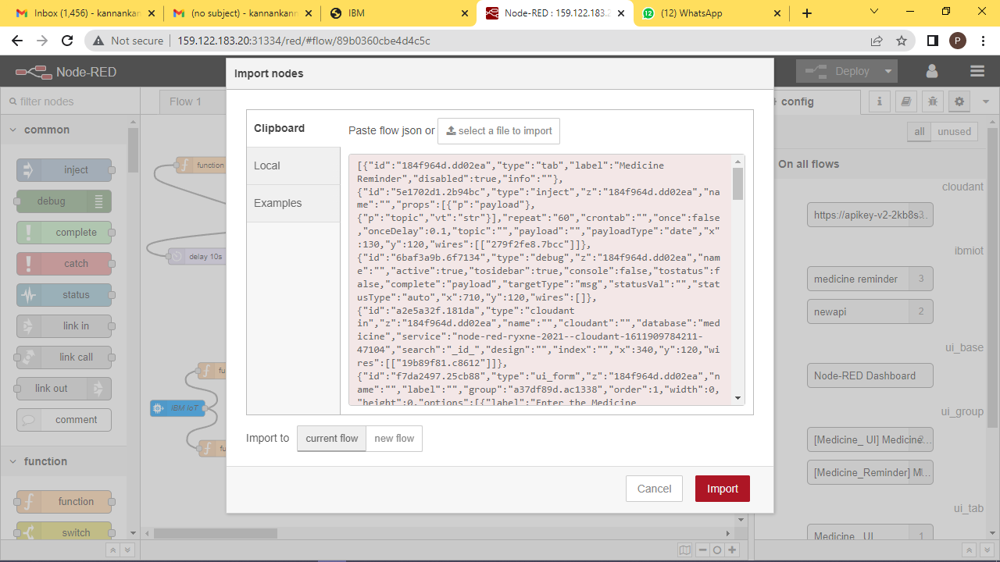 Inbox (1,456) - kannankan
(no subject) - kannankann
IBM
Node-RED : 159.122.183.2
(12) WhatsApp
Not secure
159.122.183.20:31334/red/#flow/89b0360cbe4d4c5c
P
Node-RED
Deploy
filter nodes
common
inject
debug
complete
catch
status
link in
link call
link out
comment
function
function
switch
Flow 1
function
delay 10s
fu
IBM IoT
fu
Import nodes
Clipboard
Local
Examples
Paste flow json or
select a file to import
[{"id":"184f964d.dd02ea","type":"tab","label":"Medicine
Reminder","disabled":true,"info":""},
{"id":"5e1702d1.2b94bc","type":"inject","z":"184f964d.dd02ea","na
me":"","props":[{"p":"payload"},
{"p":"topic","vt":"str"}],"repeat":"60","crontab":"","once":false
,"onceDelay":0.1,"topic":"","payload":"","payloadType":"date","x"
:130,"y":120,"wires":[["279f2fe8.7bcc"]]},
{"id":"6baf3a9b.6f7134","type":"debug","z":"184f964d.dd02ea","nam
e":"","active":true,"tosidebar":true,"console":false,"tostatus":f
alse,"complete":"payload","targetType":"msg","statusVal":"","stat
usType":"auto","x":710,"y":120,"wires":[]},
{"id":"a2e5a32f.181da","type":"cloudant
in","z":"184f964d.dd02ea","name":"","cloudant":"","database":"med
icine","service":"node-red-ryxne-2021--cloudant-1611909784211-
47104","search":"_id_","design":"","index":"","x":340,"y":120,"wi
res":[["19b89f81.c8612"]]},
{"id":"f7da2497.25cb88","type":"ui_form","z":"184f964d.dd02ea","n
ame":"","label":"","group":"a37df89d.ac1338","order":1,"width":0,
"height":0,"options":[{"label":"Enter the Medicine
Import to
current flow
new flow
Cancel
Import
config
all
unused
On all flows
cloudant
https://apikey-v2-2kb8s3...
ibmiot
medicine reminder
3
newapi
2
ui_base
Node-RED Dashboard
ui_group
[Medicine_ UI] Medicine...
[Medicine_Reminder] M...
ui_tab
Medicine_ UI
1